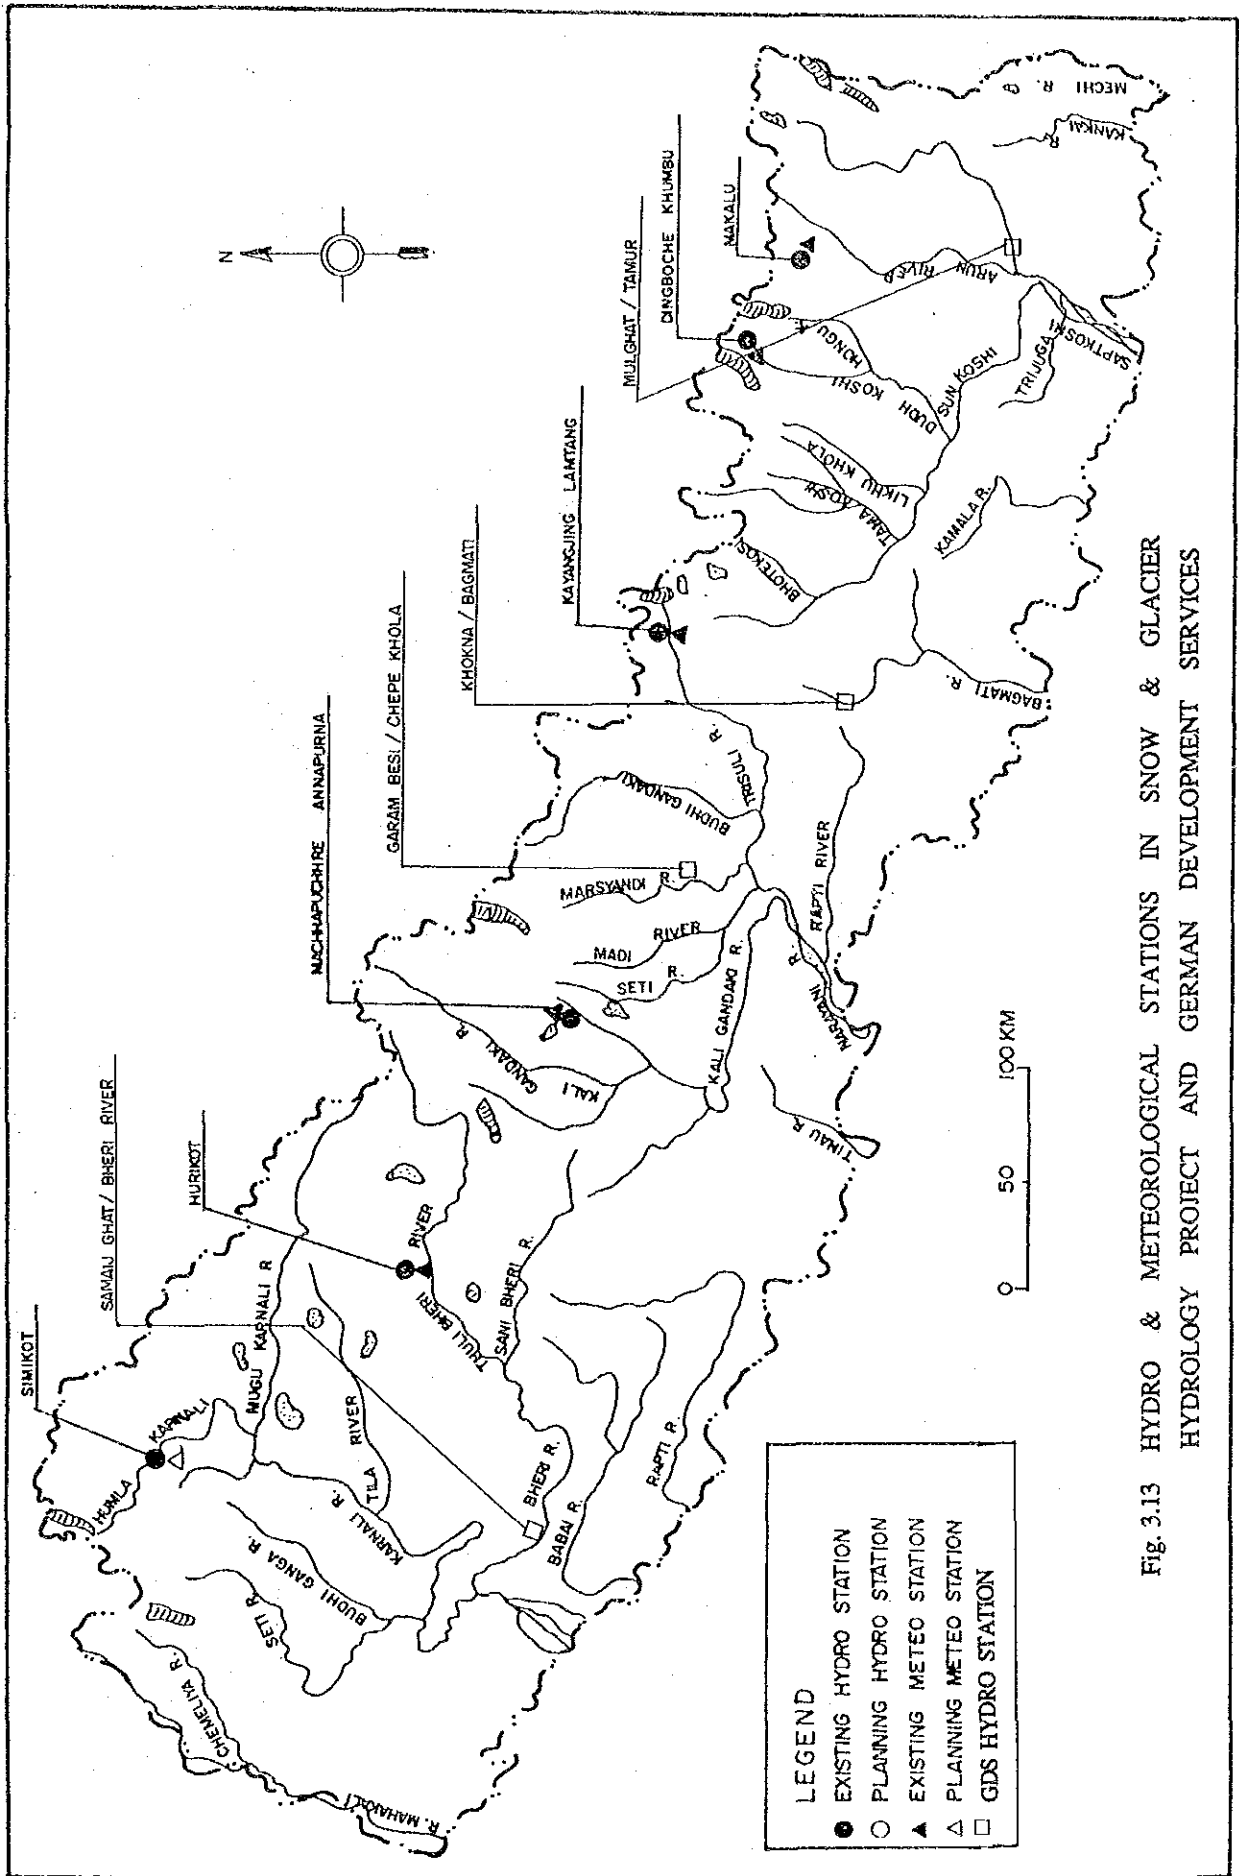 SIMIKOT
SAMAIJ GHAT / BHERI RIVER
HURIKOT
MACHHAPUCHHRE ANNAPURNA
GARAM BESI / CHEPE KHOLA
KHOKNA / BAGMATI
KAYANGJING LAMTANG
MULGHAT / TAMUR
DINGBOCHE KHUMBU
MAKALU
N
HUMLA KARNALI
MUGU KARNALI R
TILA RIVER
KARNALI R.
BUDHI GANGA R.
SETI R.
CHEMELIYA R.
R. MAHAKALI
THULI BHERI RIVER
SANI BHERI R.
BHERI R.
BABAI R.
RAPTI R.
KALI GANDAKI R.
SETI R.
MADI RIVER
MARSYANDI R.
BUDHI GANDAKI
TRISULI R.
KALI GANDAKI R.
NARAYANI R.
RAPTI RIVER
TINAU R.
BAGMATI R.
BHOTEKOSI
TAMA KOSHI
LIKHU KHOLA
KAMALA R.
DUDH KOSHI
HONGU R.
SUN KOSHI
TRIJUGA
SAPTKOSHI
ARUN RIVER
KANKAI R.
MECHI R.
0 50 100 KM
LEGEND
EXISTING HYDRO STATION
PLANNING HYDRO STATION
EXISTING METEO STATION
PLANNING METEO STATION
GDS HYDRO STATION
Fig. 3.13 HYDRO & METEOROLOGICAL STATIONS IN SNOW & GLACIER
HYDROLOGY PROJECT AND GERMAN DEVELOPMENT SERVICES